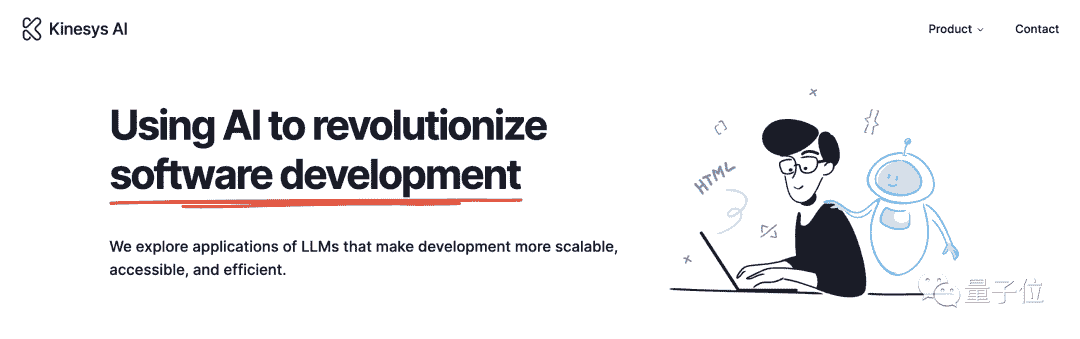 Kinesys AI
Product
Contact
Using AI to revolutionize
software development
We explore applications of LLMs that make development more scalable,
accessible, and efficient.
HTML
量子位